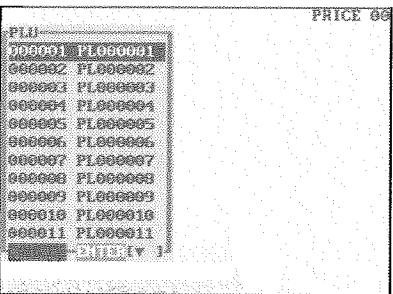 PRICE 00
PLU
000001 PL000001
000002 PL000002
000003 PL000003
000004 PL000004
000005 PL000005
000006 PL000006
000007 PL000007
000008 PL000008
000009 PL000009
000010 PL000010
000011 PL000011
ENTER[▼ ]